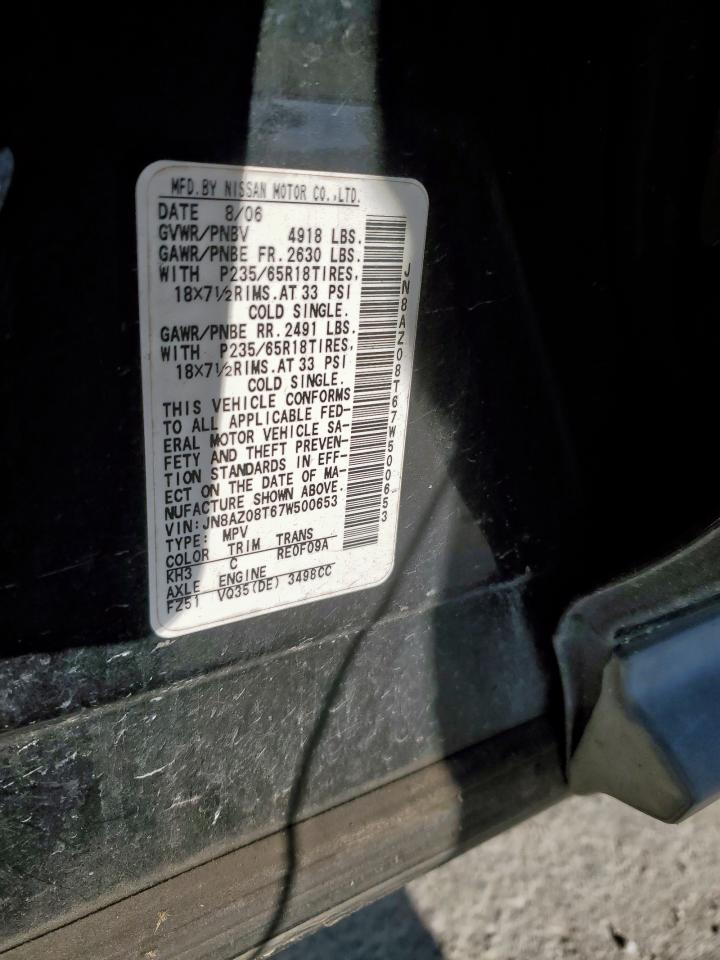 MFD.BY NISSAN MOTOR CO.,LTD.
DATE 8/06
GVWR/PNBV 4918 LBS.
GAWR/PNBE FR. 2630 LBS.
WITH P235/65R18TIRES,
18X7½RIMS.AT 33 PSI
COLD SINGLE.
GAWR/PNBE RR. 2491 LBS.
WITH P235/65R18TIRES,
18X7½RIMS.AT 33 PSI
COLD SINGLE.
THIS VEHICLE CONFORMS
TO ALL APPLICABLE FED-
ERAL MOTOR VEHICLE SA-
FETY AND THEFT PREVEN-
TION STANDARDS IN EFF-
ECT ON THE DATE OF MA-
NUFACTURE SHOWN ABOVE.
VIN:JN8AZ08T67W500653
TYPE: MPV
COLOR TRIM TRANS
KH3 C RE0F09A
AXLE ENGINE
FZ51 VQ35(DE) 3498CC
JN8AZ08T67W500653